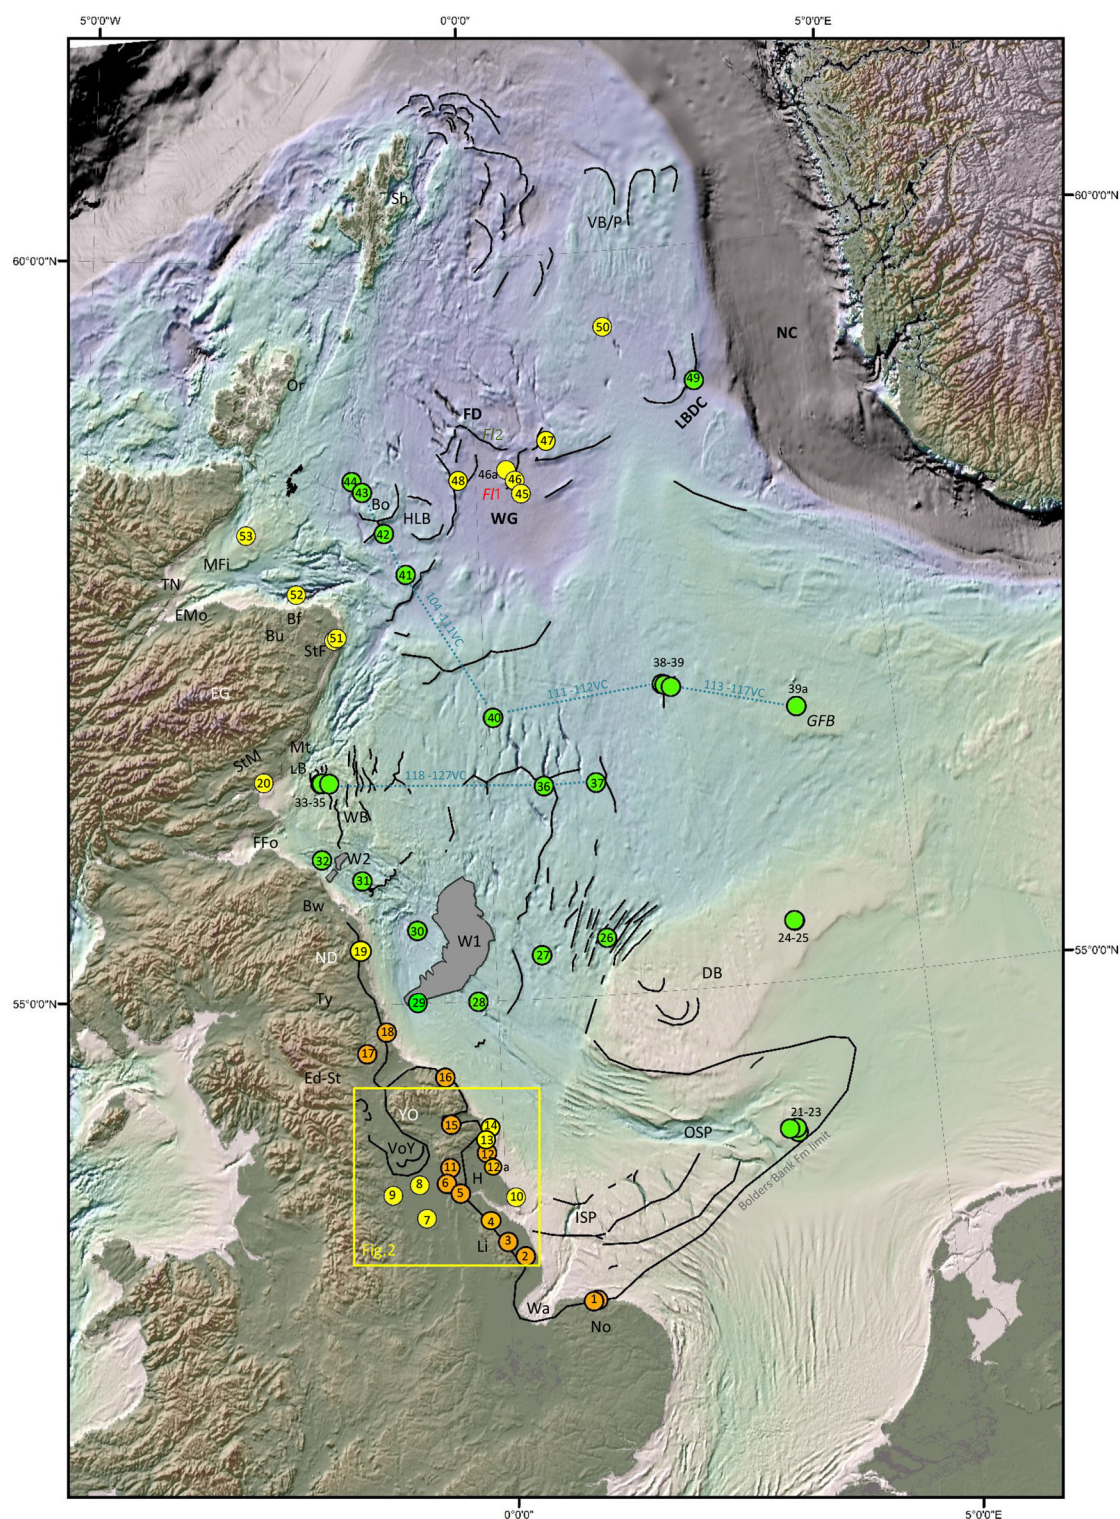 5°0'0"W
0°0'0"
5°0'0"E
Sh
60°0'0"N
VB/P
60°0'0"N
50
NC
49
Or
LBDC
FD
Fl2
47
46a
46
48
45
Fl1
44
43
Bo
HLB
WG
42
53
MFi
41
TN
52
EMo
Bf
104 -111VC
Bu
51
StF
38-39
EG
111 -112VC
113 -117VC
39a
40
GFB
Mt
StM
LB
118 -127VC
20
36
37
33-35
WB
FFo
32
W2
31
Bw
30
W1
24-25
26
ND
19
27
55°0'0"N
DB
Ty
55°0'0"N
29
28
18
17
Ed-St
16
YO
15
14
OSP
21-23
13
VoY
12
12a
11
H
Bolders Bank Fm limit
6
8
5
9
10
7
4
ISP
Li
3
Fig.2
2
Wa
1
No
0°0'0"
5°0'0"E